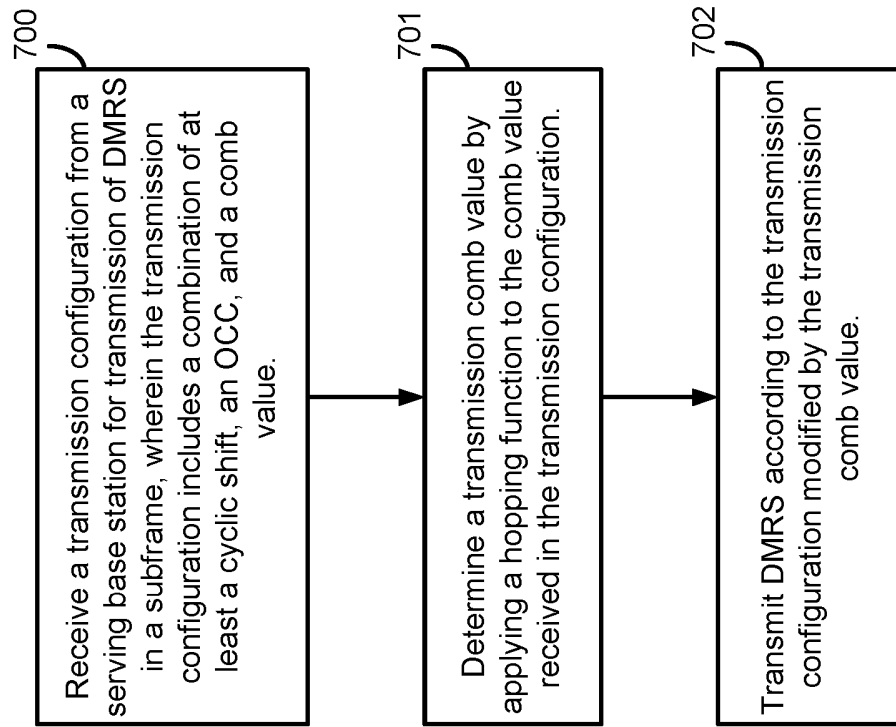 700
Receive a transmission configuration from a
serving base station for transmission of DMRS
in a subframe, wherein the transmission
configuration includes a combination of at
least a cyclic shift, an OCC, and a comb
value.
701
Determine a transmission comb value by
applying a hopping function to the comb value
received in the transmission configuration.
702
Transmit DMRS according to the transmission
configuration modified by the transmission
comb value.